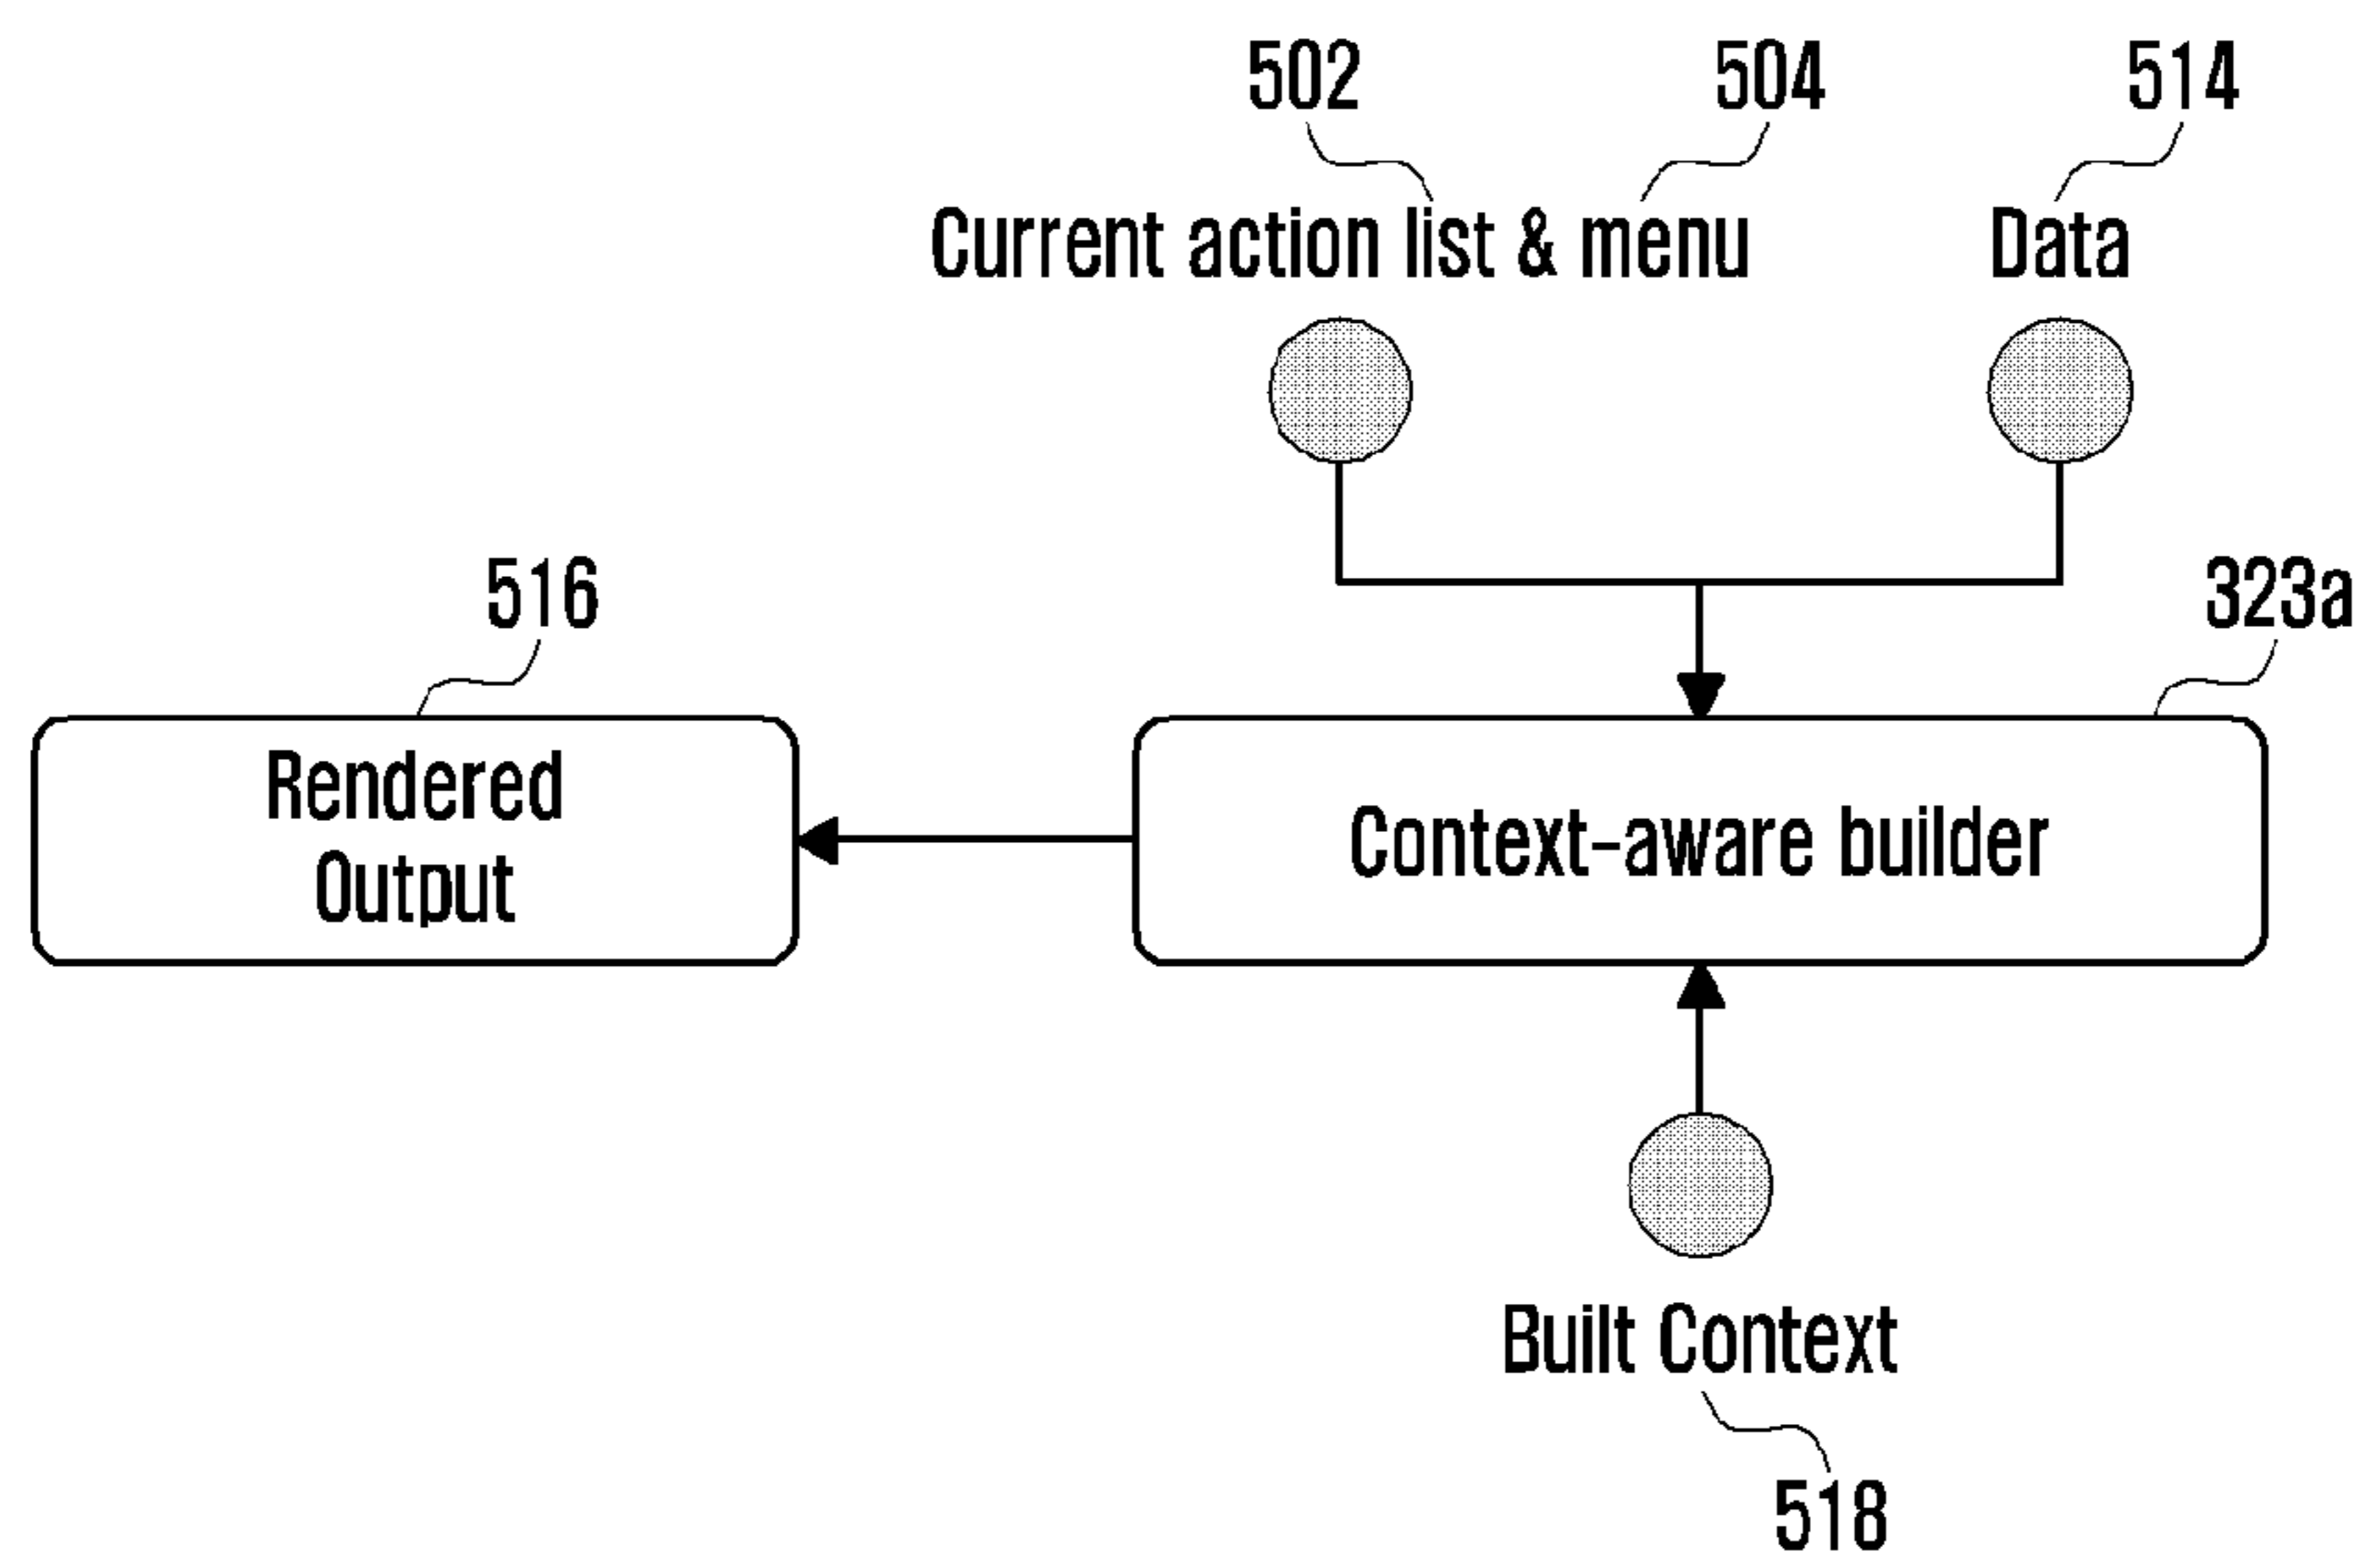 502 504 514
Current action list & menu Data
516 323a
Rendered
Output
Context-aware builder
Built Context
518